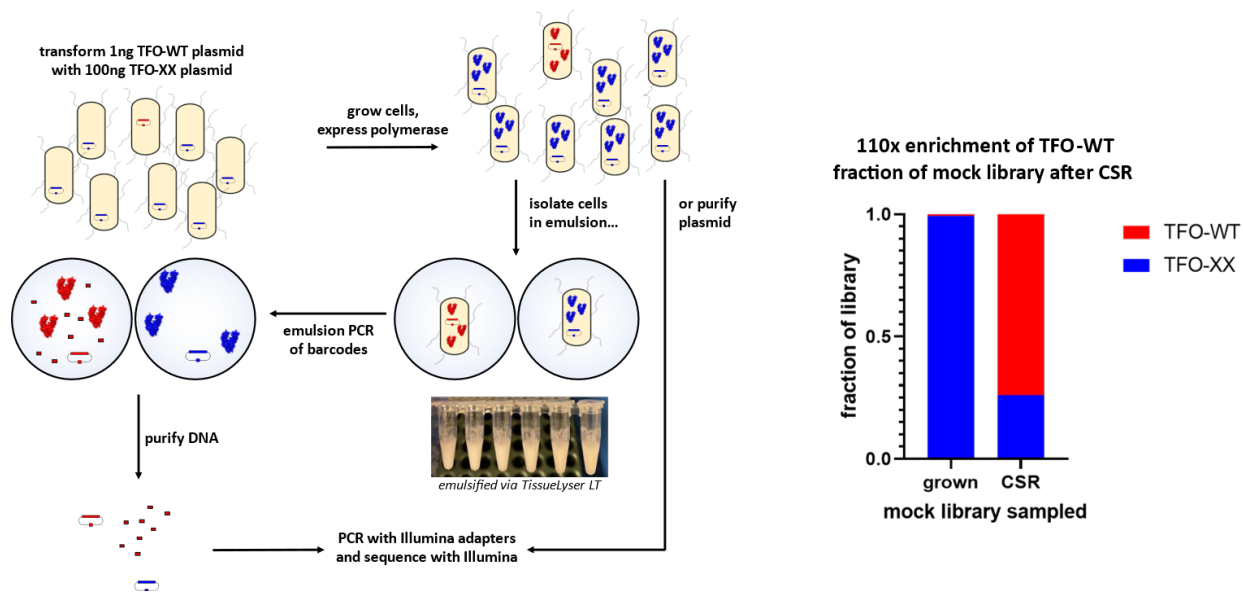 transform 1ng TFO-WT plasmid
with 100ng TFO-XX plasmid
grow cells,
express polymerase
isolate cells
in emulsion...
or purify
plasmid
emulsion PCR
of barcodes
emulsified via TissueLyser LT
purify DNA
PCR with Illumina adapters
and sequence with Illumina
110x enrichment of TFO-WT
fraction of mock library after CSR
fraction of library
1.0
0.5
0.0
grown
CSR
mock library sampled
TFO-WT
TFO-XX